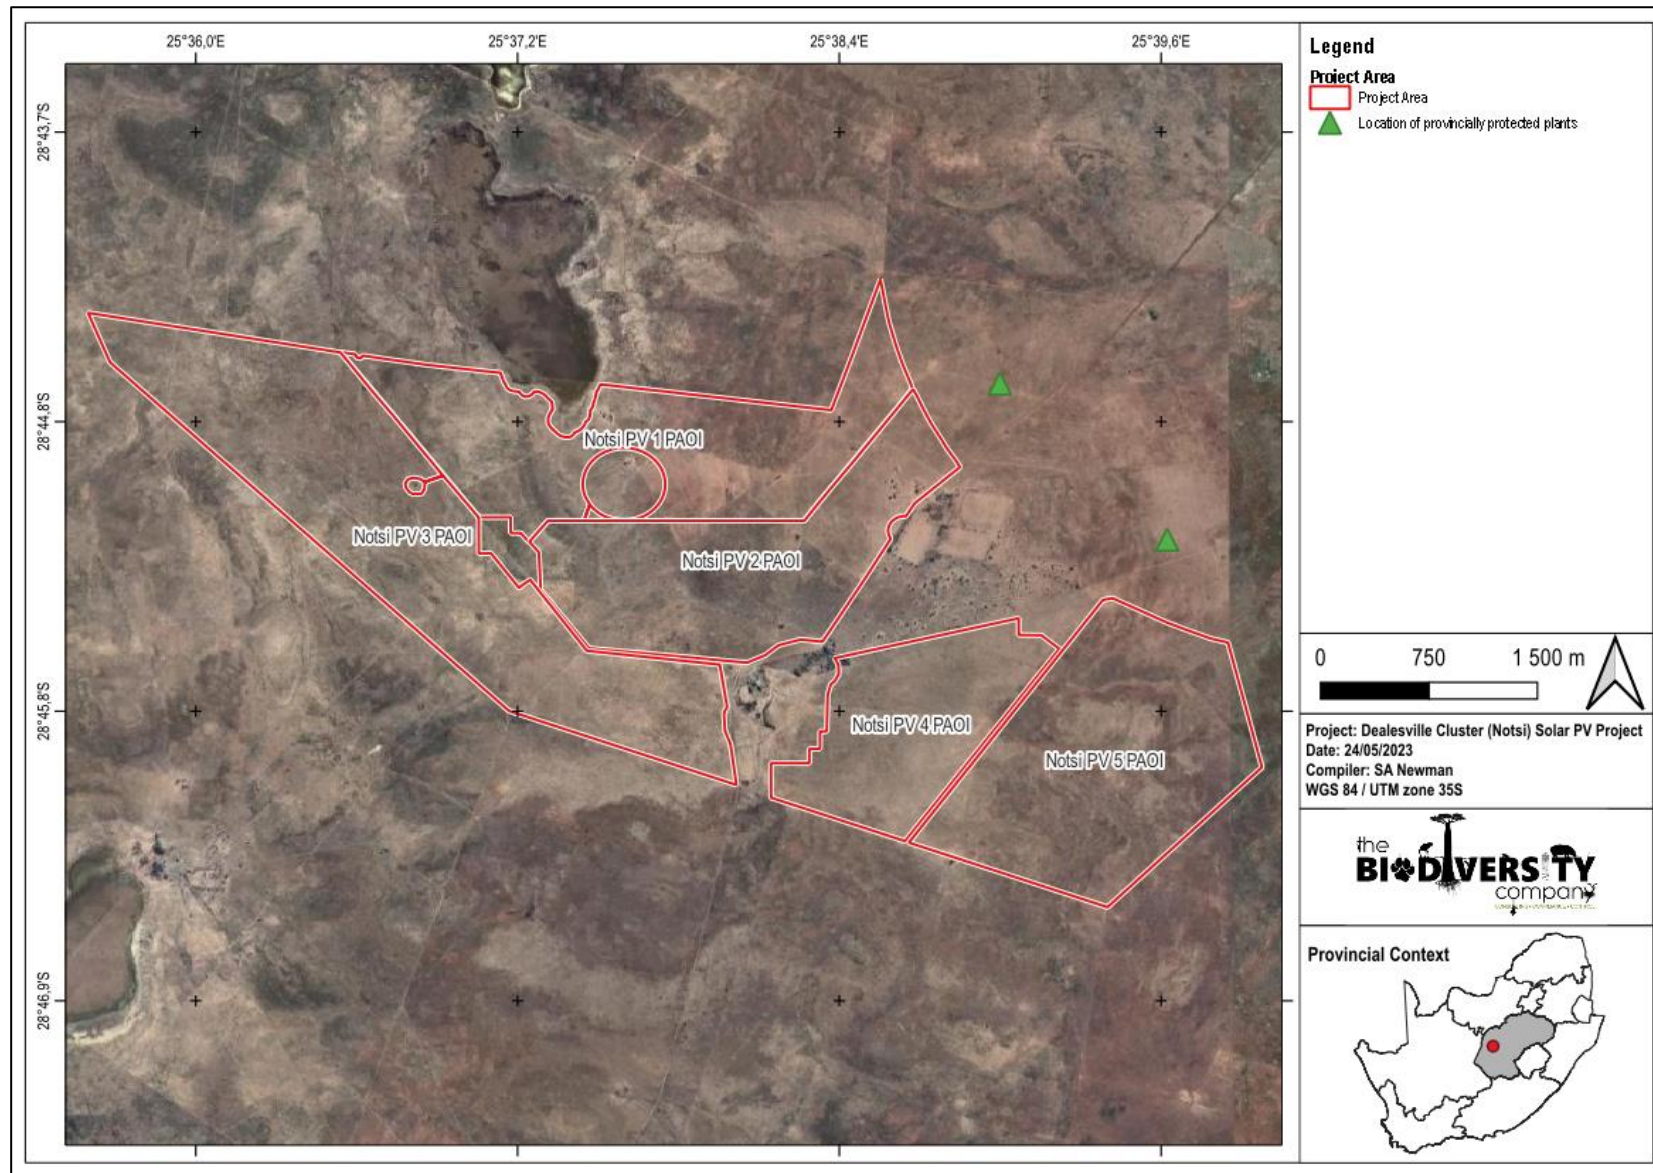 25°36,0'E
25°37,2'E
25°38,4'E
25°39,6'E
28°43,7'S
28°44,8'S
28°45,8'S
28°46,9'S
Notsi PV 1 PAOI
Notsi PV 3 PAOI
Notsi PV 2 PAOI
Notsi PV 4 PAOI
Notsi PV 5 PAOI
Legend
Project Area
Project Area
Location of provincially protected plants
0 750 1 500 m
Project: Dealesville Cluster (Notsi) Solar PV Project
Date: 24/05/2023
Compiler: SA Newman
WGS 84 / UTM zone 35S
the
BIODIVERSITY
company
Provincial Context